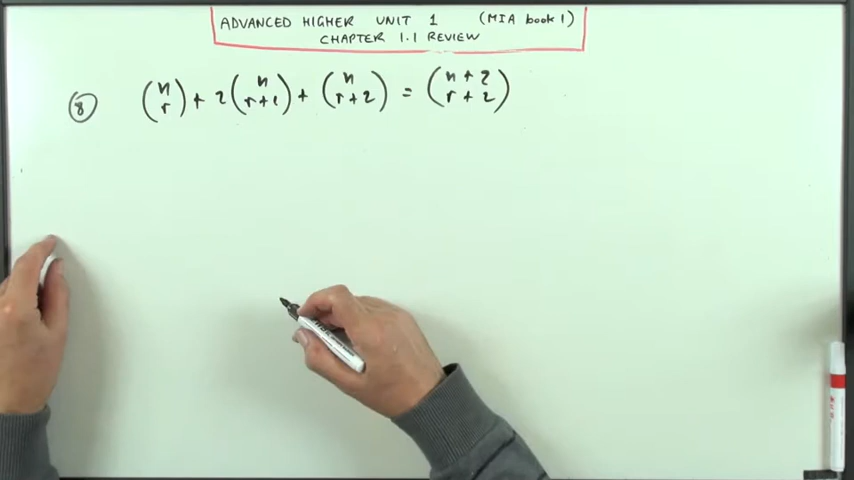 ADVANCED HIGHER UNIT 1 (MIA book 1)
CHAPTER 1.1 REVIEW
8 (n r) + 2 (n r+1) + (n r+2) = (n+2 r+2)